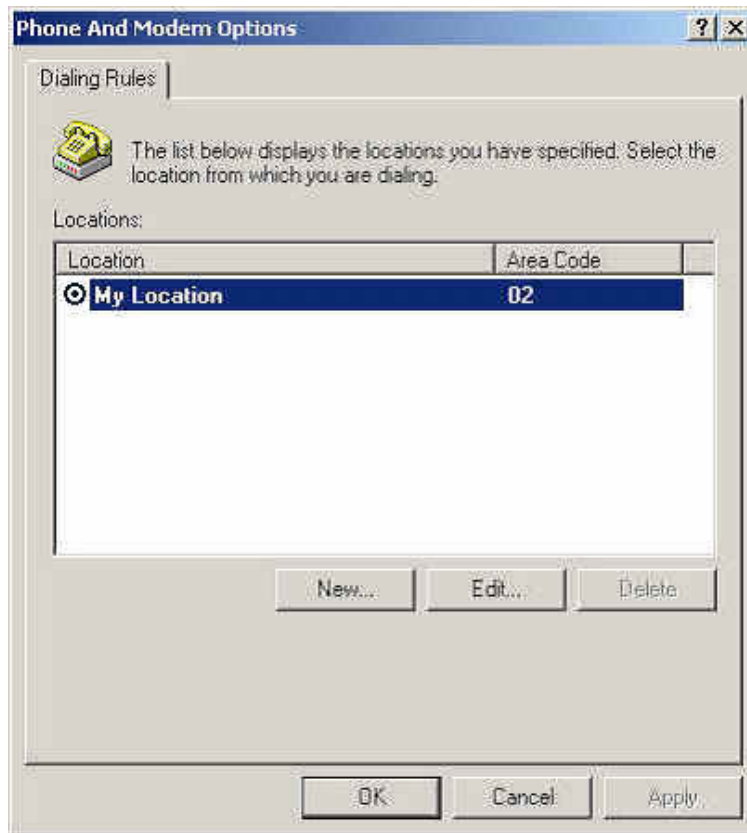 Phone And Modem Options
Dialing Rules
The list below displays the locations you have specified. Select the
location from which you are dialing.
Locations:
Location Area Code
My Location 02
New... Edit... Delete
OK Cancel Apply